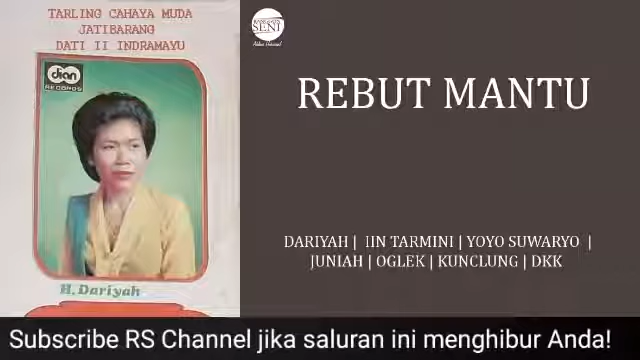 TARLING CAHAYA MUDA
JATIBARANG
DATI II INDRAMAYU
dian
RECORDS
H. Dariyah
SENI
REBUT MANTU
DARIYAH | IIN TARMINI | YOYO SUWARYO |
JUNIAH | OGLEK | KUNCLUNG | DKK
Subscribe RS Channel jika saluran ini menghibur Anda!